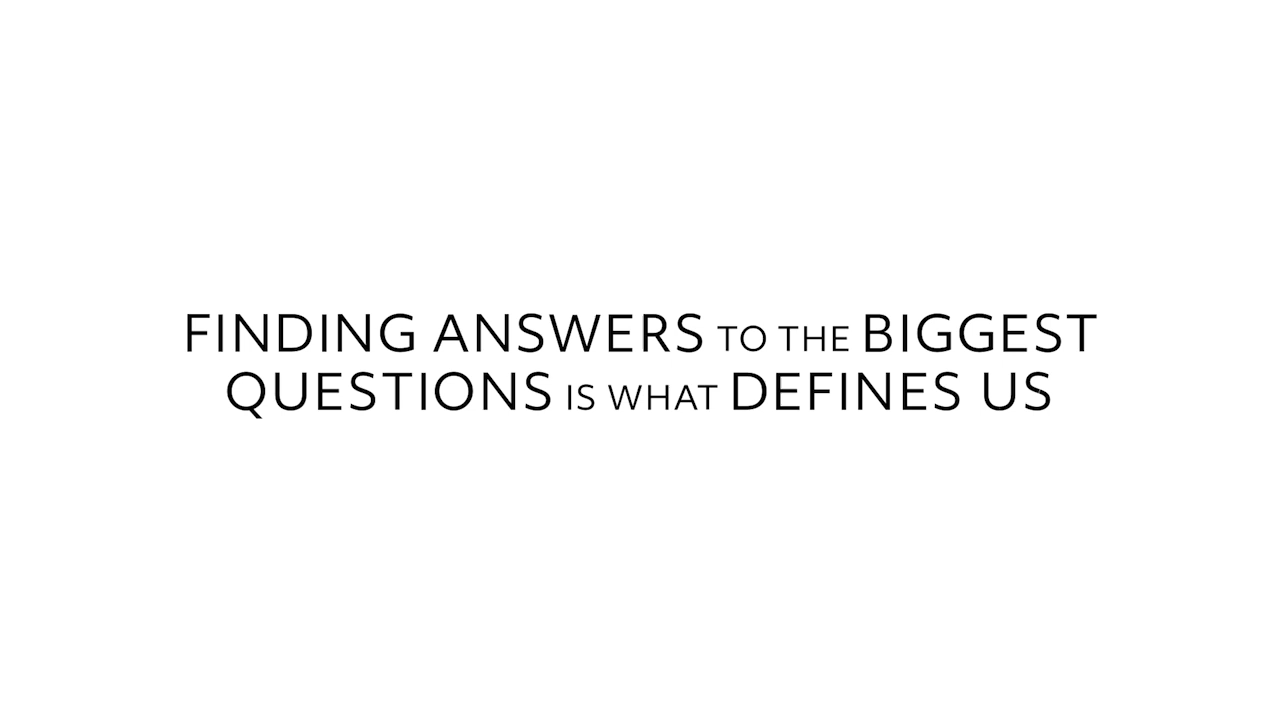 FINDING ANSWERS TO THE BIGGEST
QUESTIONS IS WHAT DEFINES US